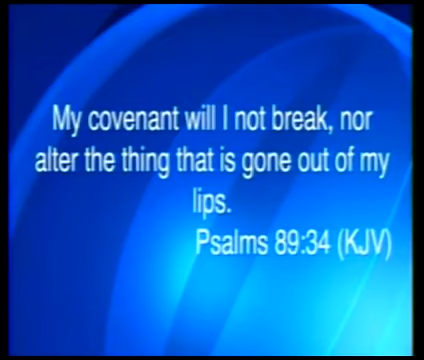 My covenant will I not break, nor
alter the thing that is gone out of my
lips.
Psalms 89:34 (KJV)